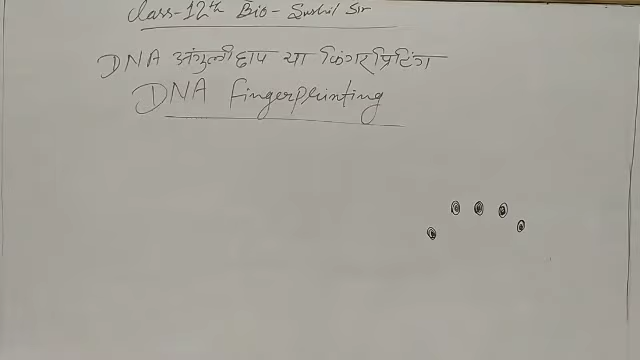 Class-12th Bio - Sushil Sir
DNA अंगुली छाप या फिंगरप्रिंटिंग
DNA fingerprinting